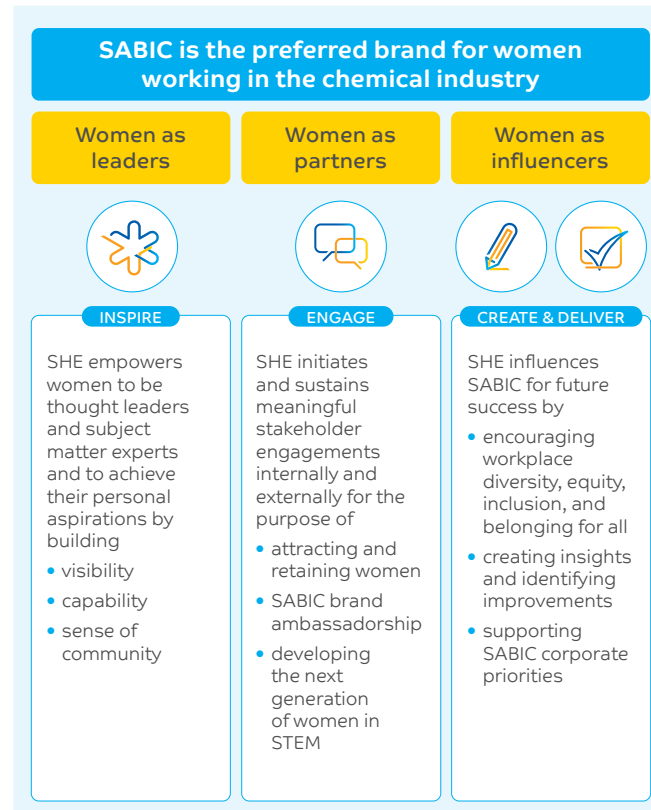 SABIC is the preferred brand for women
working in the chemical industry
Women as
leaders
Women as
partners
Women as
influencers
INSPIRE
SHE empowers
women to be
thought leaders
and subject
matter experts
and to achieve
their personal
aspirations by
building
• visibility
• capability
• sense of
community
ENGAGE
SHE initiates
and sustains
meaningful
stakeholder
engagements
internally and
externally for the
purpose of
• attracting and
retaining women
• SABIC brand
ambassadorship
• developing
the next
generation
of women in
STEM
CREATE & DELIVER
SHE influences
SABIC for future
success by
• encouraging
workplace
diversity, equity,
inclusion, and
belonging for all
• creating insights
and identifying
improvements
• supporting
SABIC corporate
priorities